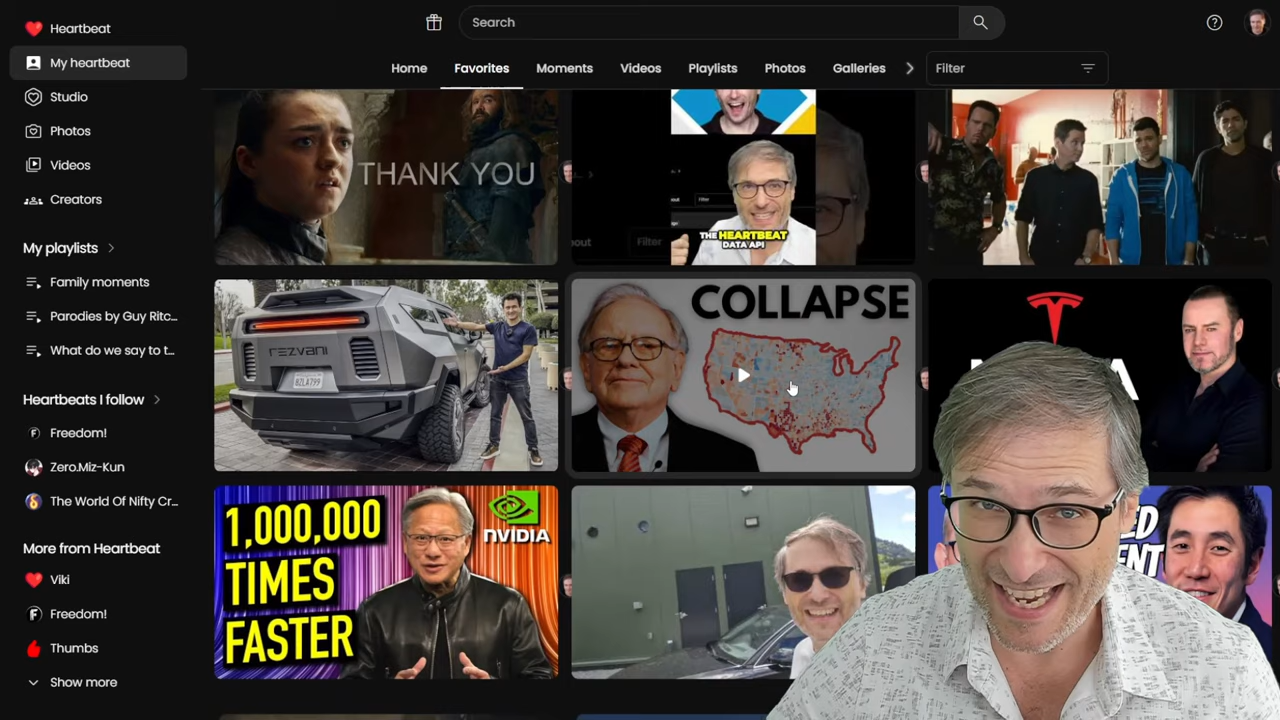 Heartbeat
Search
My heartbeat
Home
Favorites
Moments
Videos
Playlists
Photos
Galleries
Filter
Studio
Photos
Videos
Creators
My playlists
Family moments
Parodies by Guy Ritc...
What do we say to t...
Heartbeats I follow
Freedom!
Zero.Miz-Kun
The World Of Nifty Cr...
More from Heartbeat
Viki
Freedom!
Thumbs
Show more
THANK YOU
out
Filter
THE HEARTBEAT
DATA API
REZVANI
8ZLX799
COLLAPSE
1,000,000
TIMES
FASTER
NVIDIA